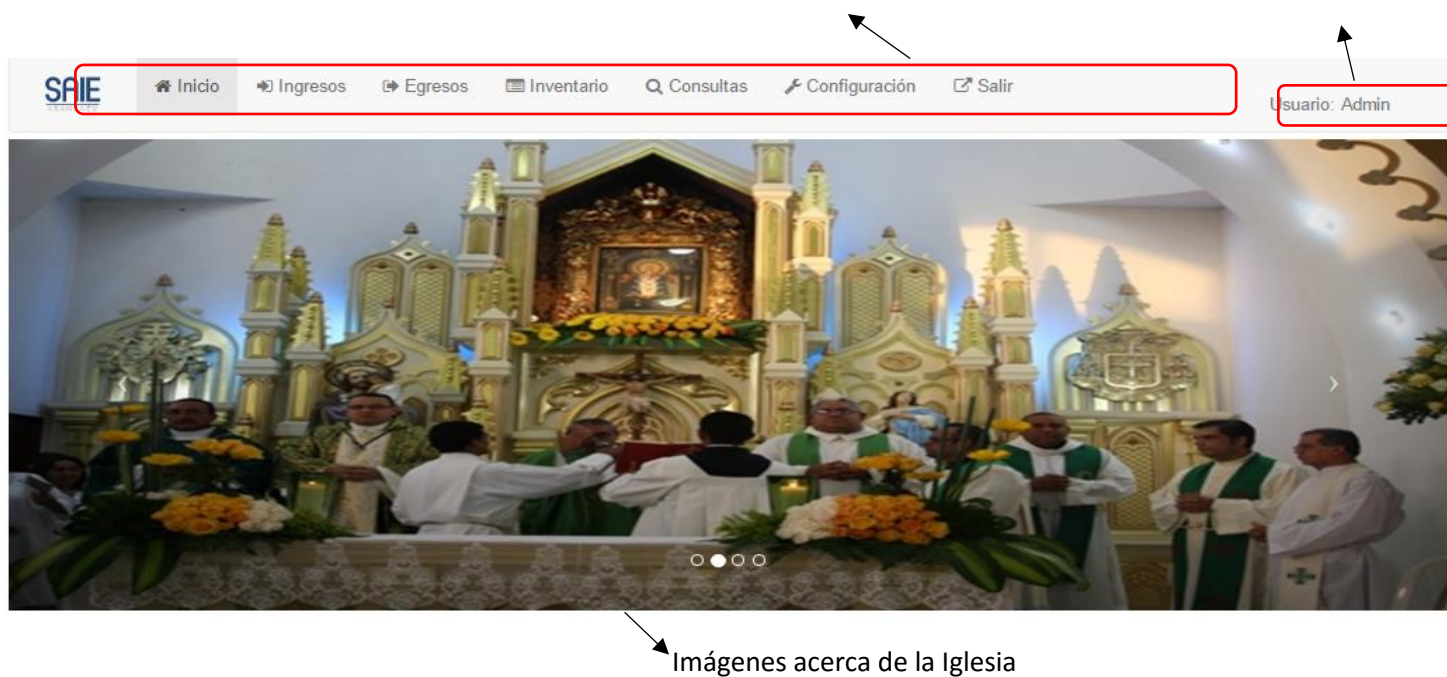 SAIE
Inicio Ingresos Egresos Inventario Consultas Configuración Salir
Usuario: Admin
Imágenes acerca de la Iglesia